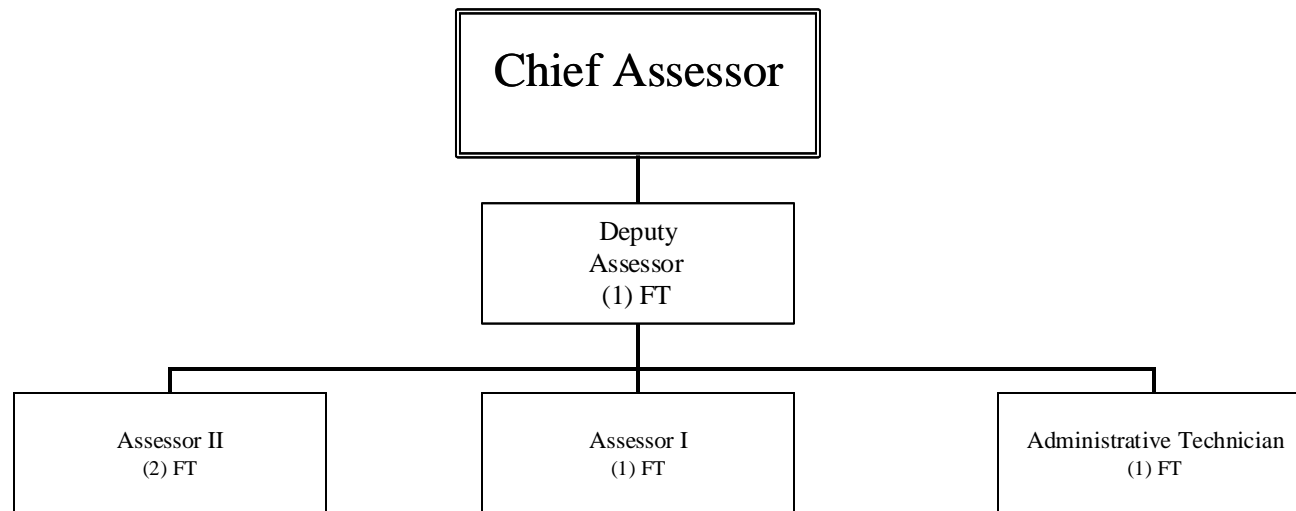 Chief Assessor
Deputy
Assessor
(1) FT
Assessor II
(2) FT
Assessor I
(1) FT
Administrative Technician
(1) FT